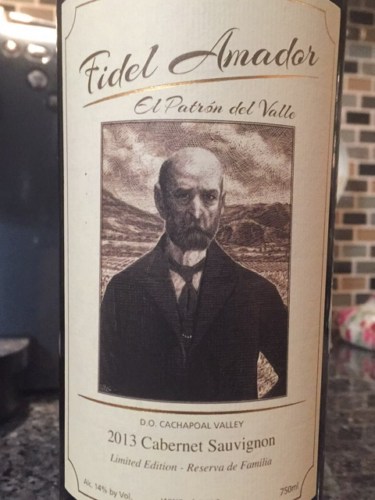 Fidel Amador
El Patrón del Valle
D.O. CACHAPOAL VALLEY
2013 Cabernet Sauvignon
Limited Edition - Reserva de Familia
Alc. 14% by Vol.
750ml